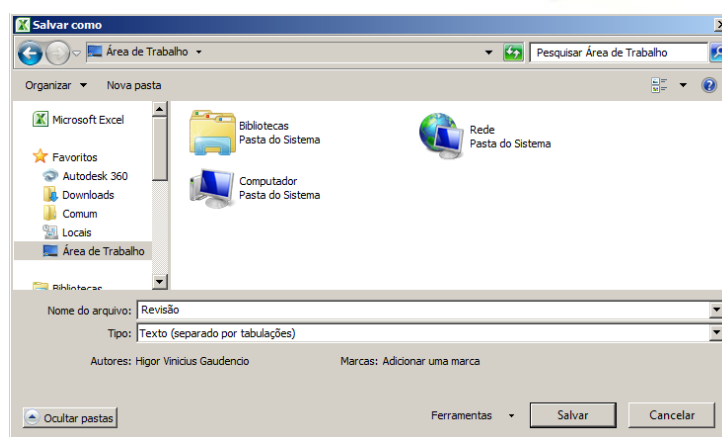 Salvar como
Área de Trabalho
Pesquisar Área de Trabalho
Organizar
Nova pasta
Microsoft Excel
Favoritos
Autodesk 360
Downloads
Comum
Locais
Área de Trabalho
Bibliotecas
Bibliotecas
Pasta do Sistema
Rede
Pasta do Sistema
Computador
Pasta do Sistema
Nome do arquivo: Revisão
Tipo: Texto (separado por tabulações)
Autores: Higor Vinicius Gaudencio Marcas: Adicionar uma marca
Ocultar pastas
Ferramentas
Salvar
Cancelar